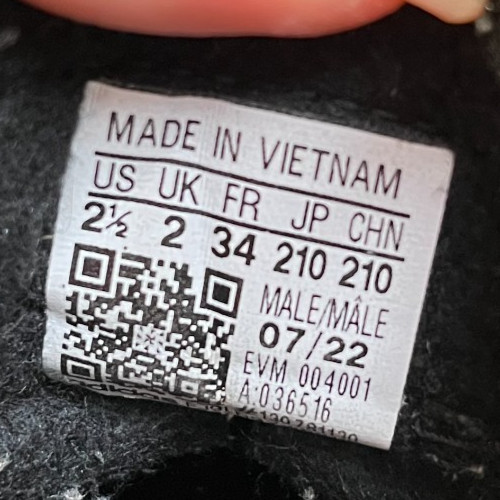 MADE IN VIETNAM
US UK FR JP CHN
2½ 2 34 210 210
MALE/MÂLE
07/22
EVM 004001
A:036516